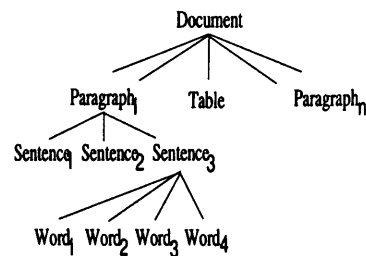 Document
Paragraph₁ Table Paragraphₙ
Sentence₁ Sentence₂ Sentence₃
Word₁ Word₂ Word₃ Word₄